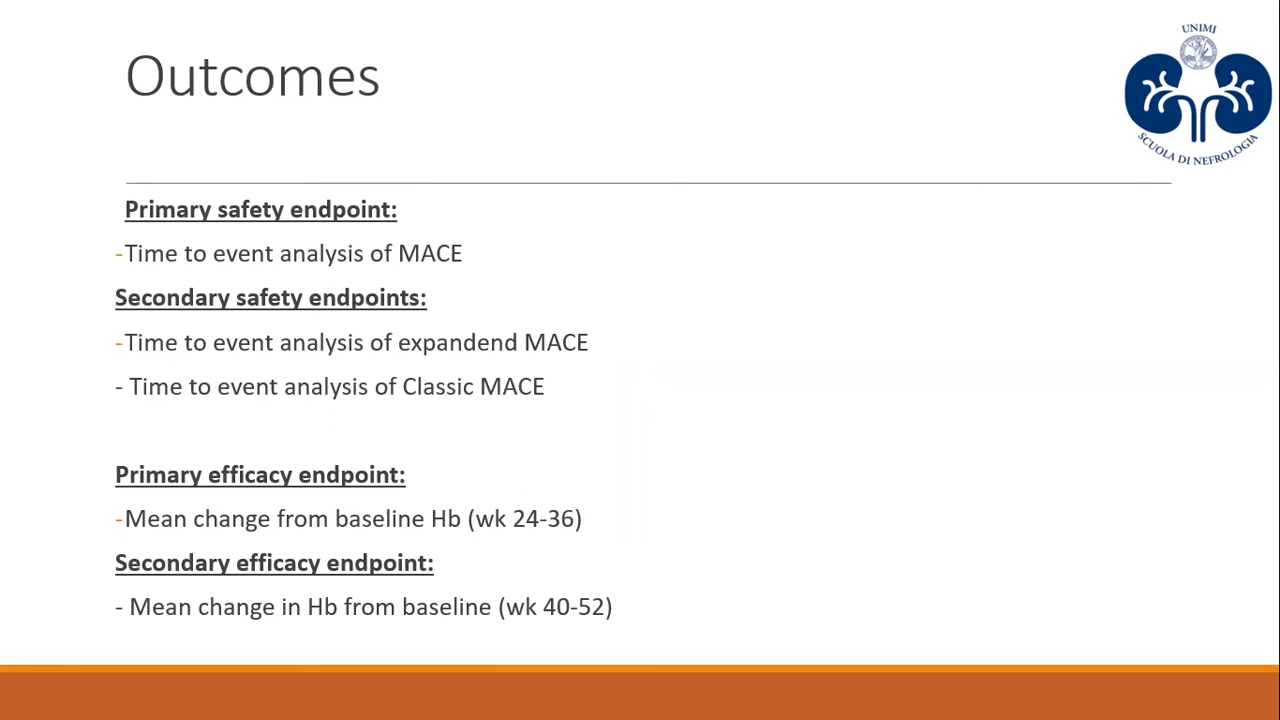 Outcomes
UNIMI
SCUOLA DI NEFROLOGIA
Primary safety endpoint:
-Time to event analysis of MACE
Secondary safety endpoints:
-Time to event analysis of expandend MACE
- Time to event analysis of Classic MACE
Primary efficacy endpoint:
-Mean change from baseline Hb (wk 24-36)
Secondary efficacy endpoint:
- Mean change in Hb from baseline (wk 40-52)